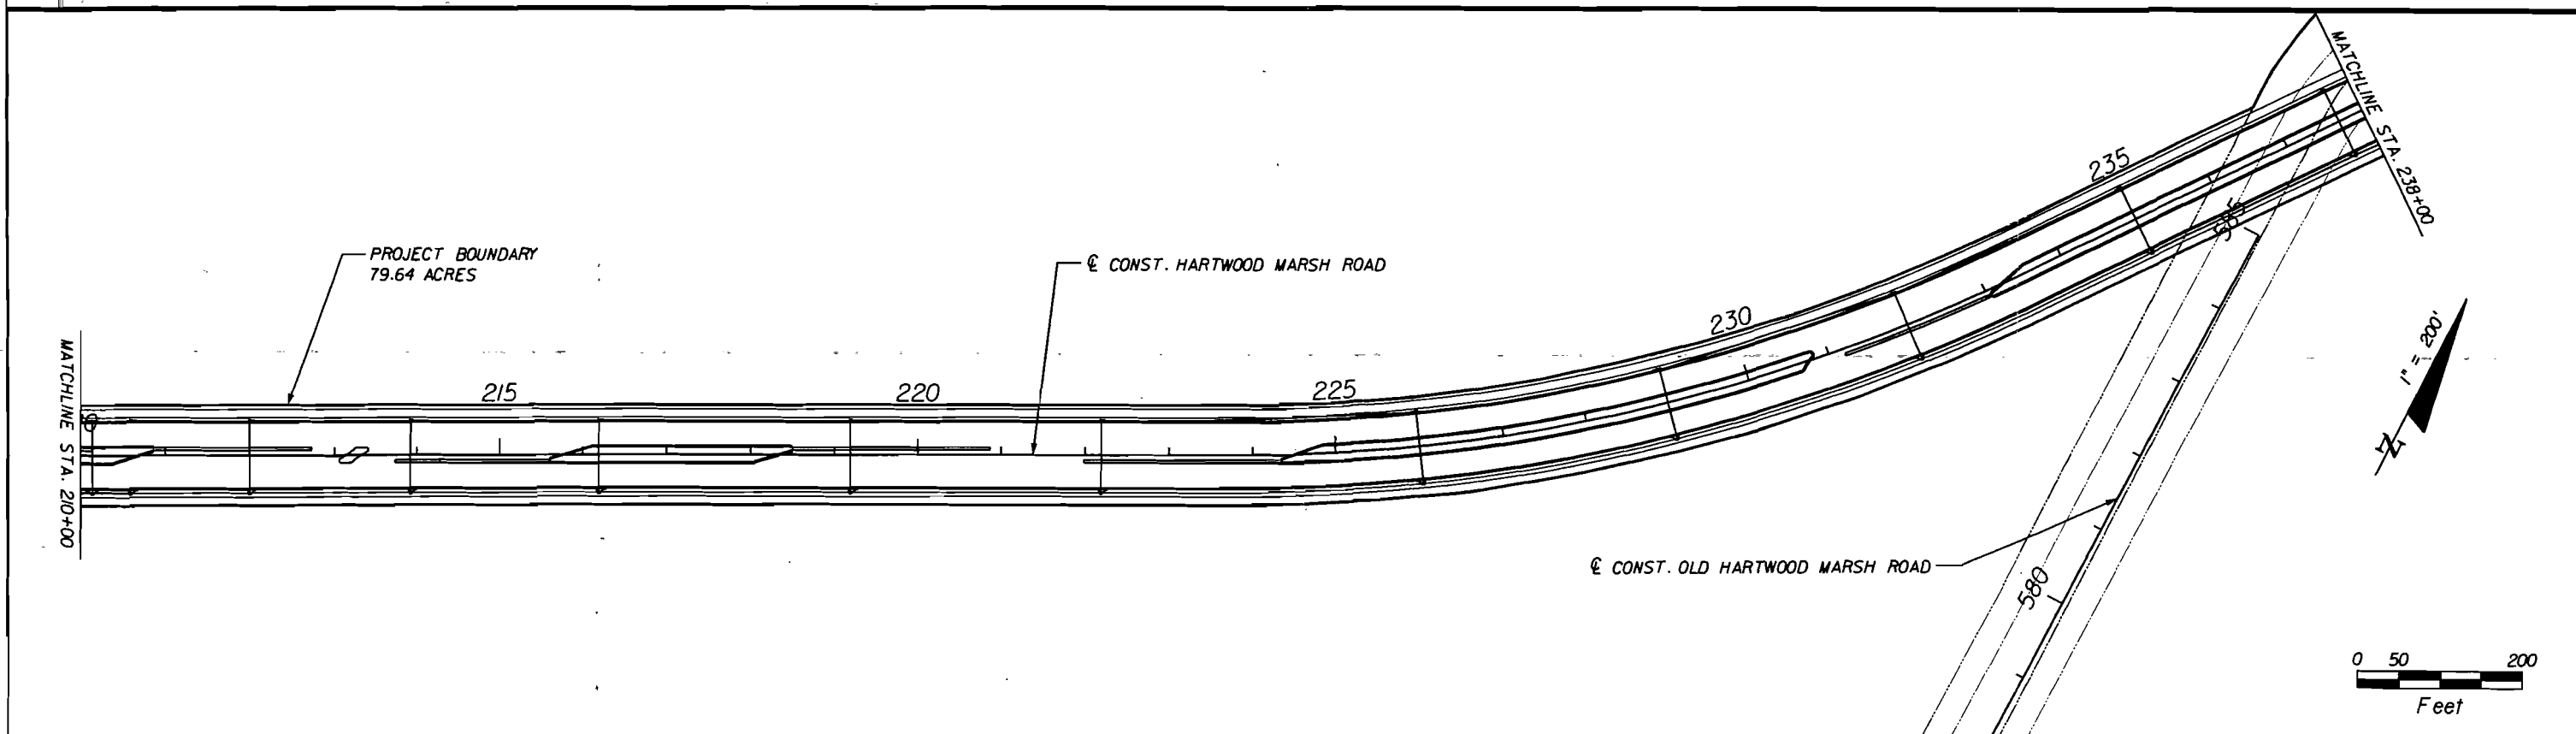 PROJECT BOUNDARY
79.64 ACRES
℄ CONST. HARTWOOD MARSH ROAD
MATCHLINE STA. 210+00
215
220
225
230
235
MATCHLINE STA. 238+00
585
580
℄ CONST. OLD HARTWOOD MARSH ROAD
1" = 200'
N
0 50 200
Feet